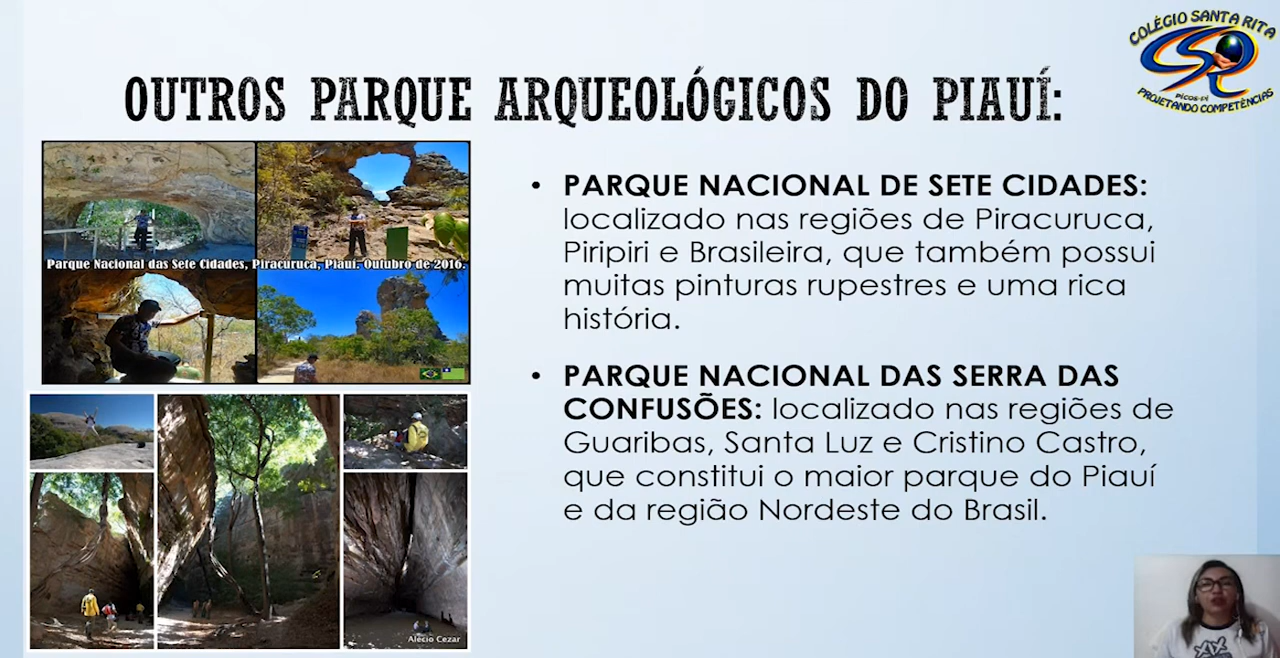 COLÉGIO SANTA RITA
PICOS-PI
PROJETANDO COMPETÊNCIAS
OUTROS PARQUE ARQUEOLÓGICOS DO PIAUÍ:
Parque Nacional das Sete Cidades, Piracuruca, Piauí. Outubro de 2016.
Alécio Cezar
• PARQUE NACIONAL DE SETE CIDADES:
localizado nas regiões de Piracuruca,
Piripiri e Brasileira, que também possui
muitas pinturas rupestres e uma rica
história.
• PARQUE NACIONAL DAS SERRA DAS
CONFUSÕES: localizado nas regiões de
Guaribas, Santa Luz e Cristino Castro,
que constitui o maior parque do Piauí
e da região Nordeste do Brasil.
XIX